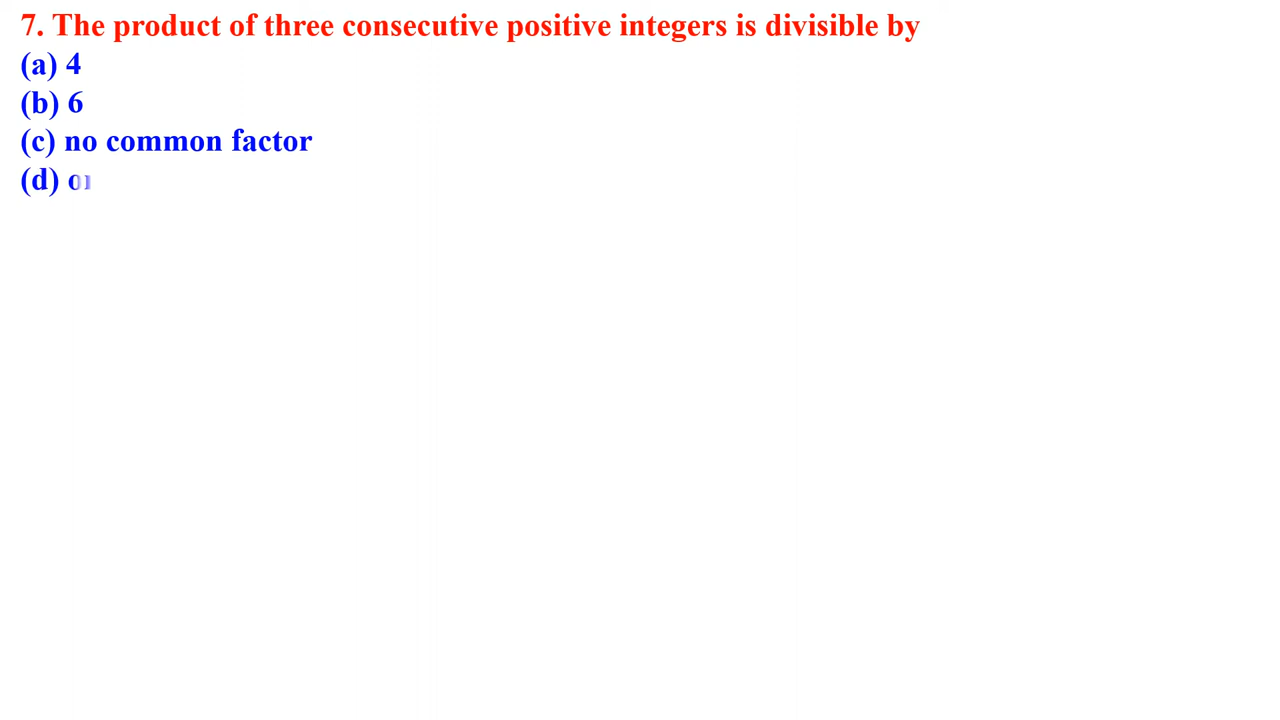 7. The product of three consecutive positive integers is divisible by
(a) 4
(b) 6
(c) no common factor
(d)